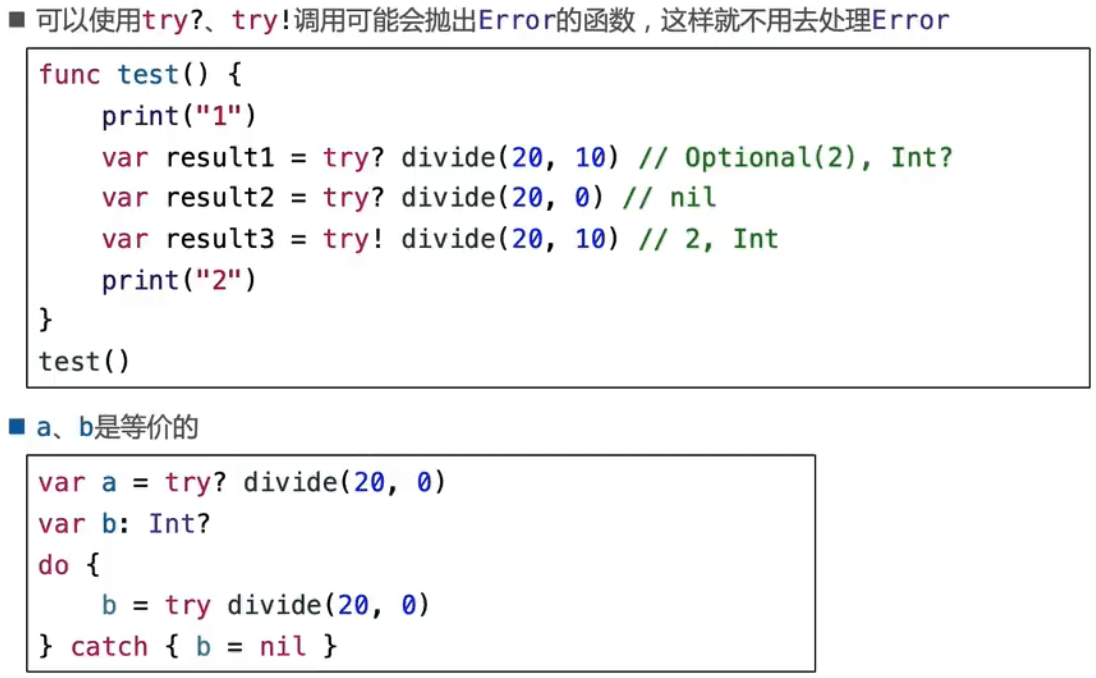 ■ 可以使用try?、try!调用可能会抛出Error的函数，这样就不用去处理Error
func test() {
    print("1")
    var result1 = try? divide(20, 10) // Optional(2), Int?
    var result2 = try? divide(20, 0) // nil
    var result3 = try! divide(20, 10) // 2, Int
    print("2")
}
test()
■ a、b是等价的
var a = try? divide(20, 0)
var b: Int?
do {
    b = try divide(20, 0)
} catch { b = nil }